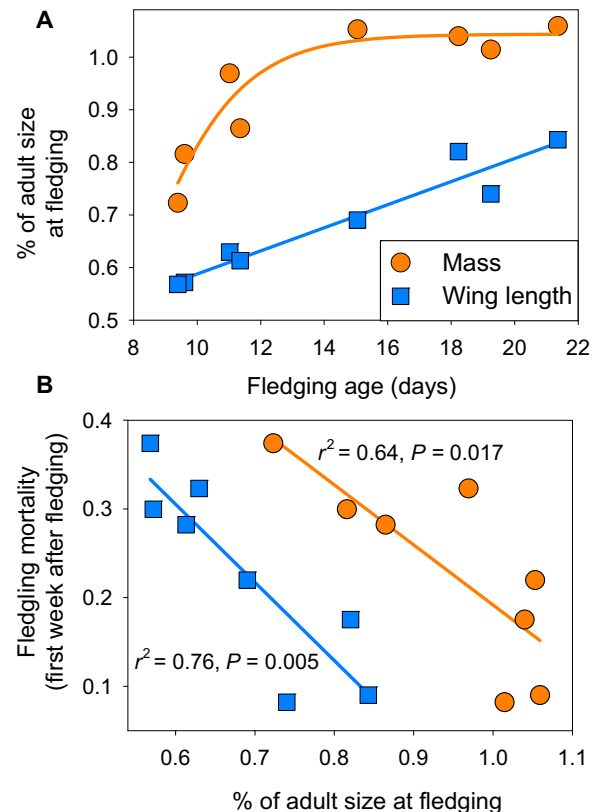 A
% of adult size
at fledging
1.0
0.9
0.8
0.7
0.6
0.5
Mass
Wing length
8 10 12 14 16 18 20 22
Fledging age (days)
B
Fledgling mortality
(first week after fledging)
0.4
0.3
0.2
0.1
r² = 0.64, P = 0.017
r² = 0.76, P = 0.005
0.6 0.7 0.8 0.9 1.0 1.1
% of adult size at fledging